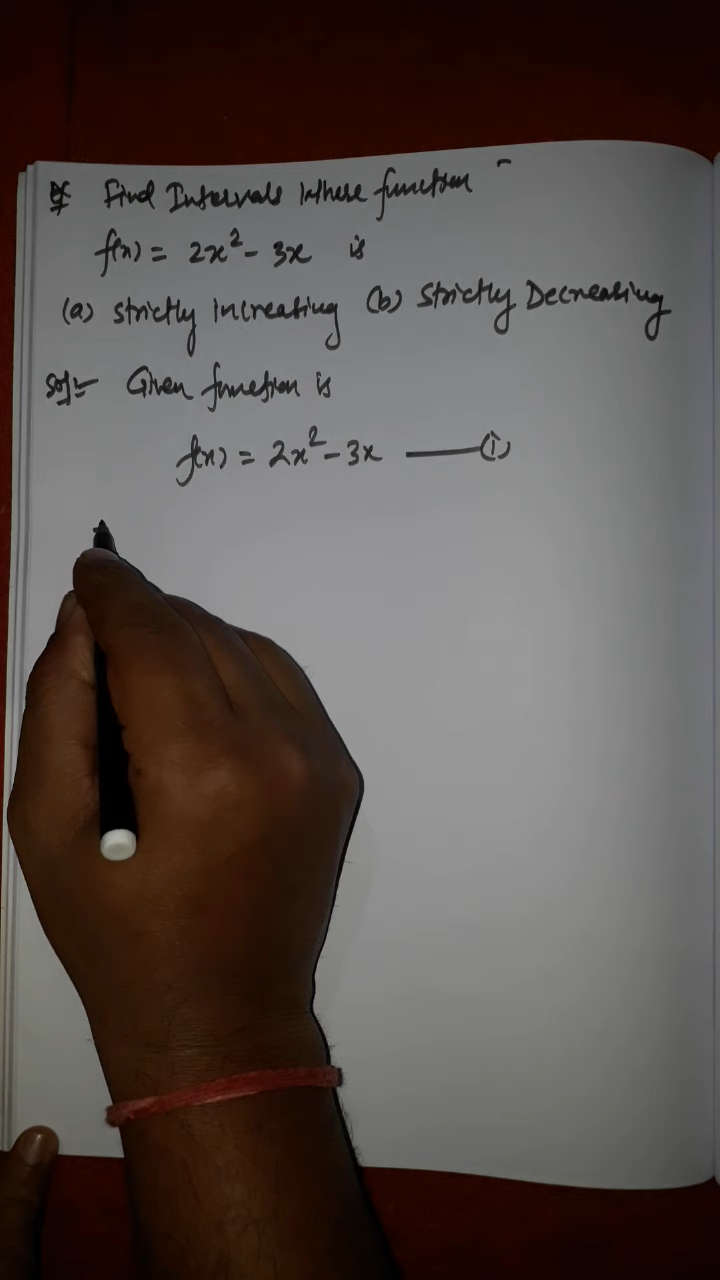 Q: Find Intervals Where function
f(x) = 2x² - 3x is
(a) strictly Increasing (b) strictly Decreasing
Sol:- Given function is
f(x) = 2x² - 3x —— (i)